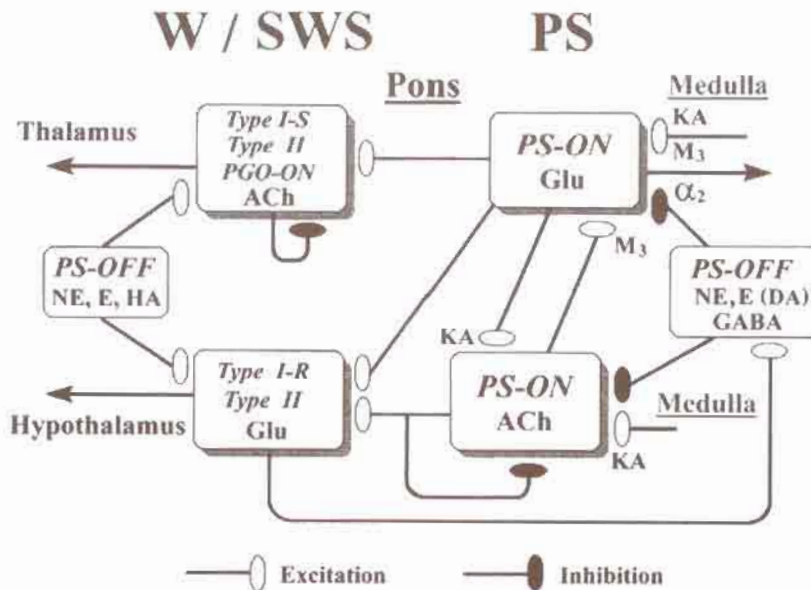 W / SWS
PS
Pons
Medulla
Thalamus
Type I-S
Type II
PGO-ON
ACh
PS-ON
Glu
KA
M3
α2
PS-OFF
NE, E, HA
M3
PS-OFF
NE, E (DA)
GABA
KA
Type I-R
Type II
Glu
PS-ON
ACh
Hypothalamus
Medulla
KA
Excitation
Inhibition